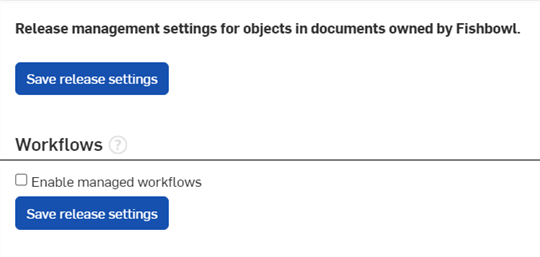 Release management settings for objects in documents owned by Fishbowl.
Save release settings
Workflows ?
Enable managed workflows
Save release settings